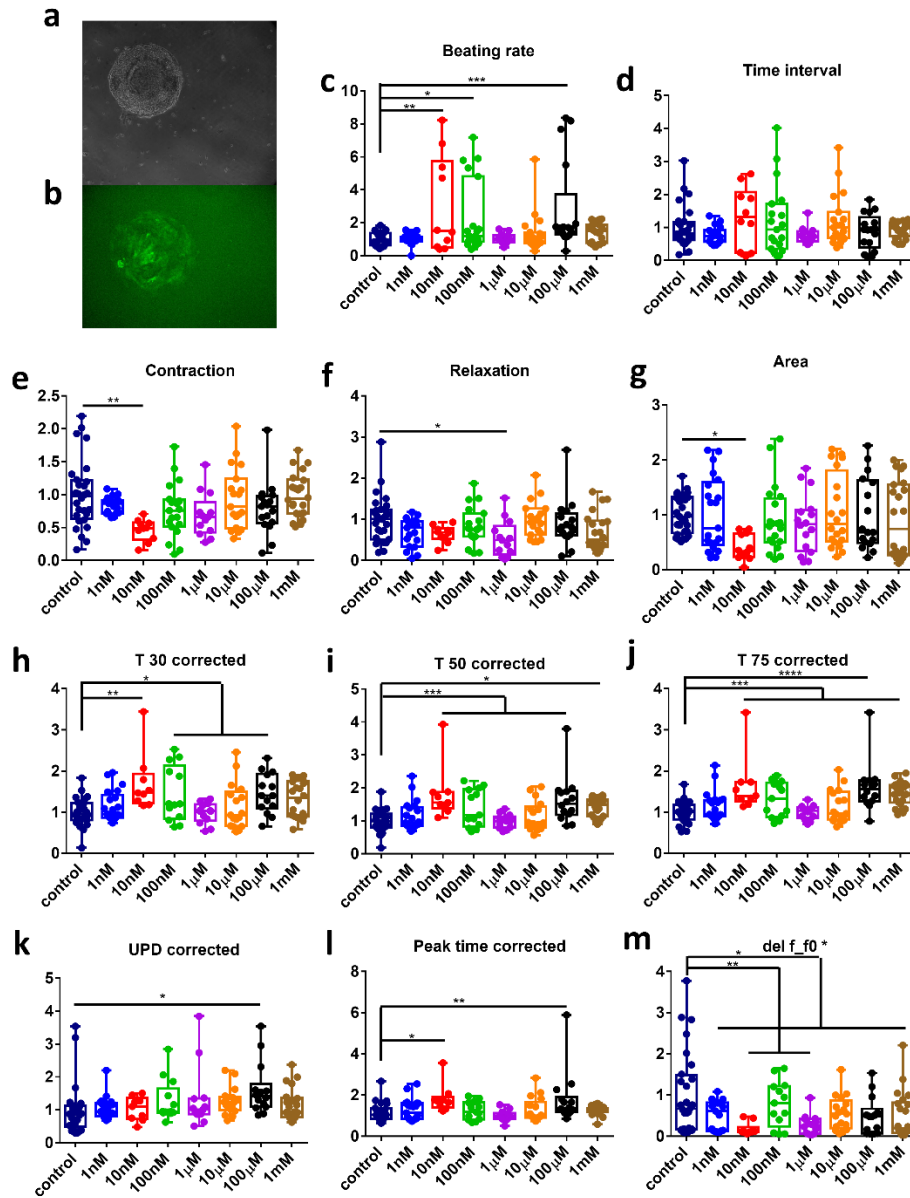 a
b
c
Beating rate
***
*
**
10
8
6
4
2
0
control
1nM
10nM
100nM
1μM
10μM
100μM
1mM
d
Time interval
5
4
3
2
1
0
control
1nM
10nM
100nM
1μM
10μM
100μM
1mM
e
Contraction
**
2.5
2.0
1.5
1.0
0.5
0.0
control
1nM
10nM
100nM
1μM
10μM
100μM
1mM
f
Relaxation
*
4
3
2
1
0
control
1nM
10nM
100nM
1μM
10μM
100μM
1mM
g
Area
*
3
2
1
0
control
1nM
10nM
100nM
1μM
10μM
100μM
1mM
h
T 30 corrected
*
**
4
3
2
1
0
control
1nM
10nM
100nM
1μM
10μM
100μM
1mM
i
T 50 corrected
*
***
5
4
3
2
1
0
control
1nM
10nM
100nM
1μM
10μM
100μM
1mM
j
T 75 corrected
****
***
4
3
2
1
0
control
1nM
10nM
100nM
1μM
10μM
100μM
1mM
k
UPD corrected
*
5
4
3
2
1
0
control
1nM
10nM
100nM
1μM
10μM
100μM
1mM
l
Peak time corrected
**
*
8
6
4
2
0
control
1nM
10nM
100nM
1μM
10μM
100μM
1mM
m
del f_f0 *
*
**
4
3
2
1
0
control
1nM
10nM
100nM
1μM
10μM
100μM
1mM